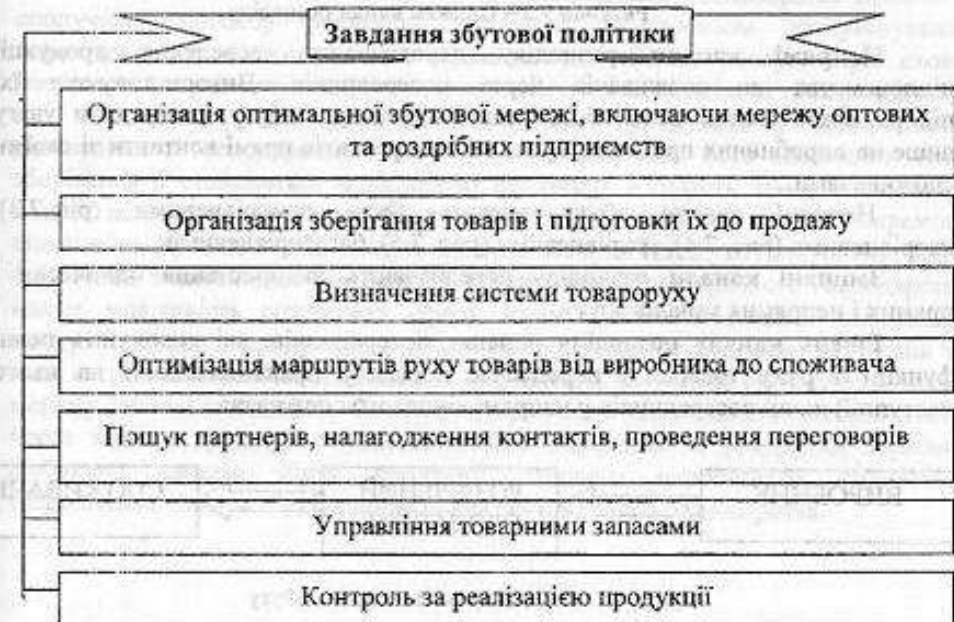 Завдання збутової політики
Організація оптимальної збутової мережі, включаючи мережу оптових
та роздрібних підприємств
Організація зберігання товарів і підготовки їх до продажу
Визначення системи товароруху
Оптимізація маршрутів руху товарів від виробника до споживача
Пошук партнерів, налагодження контактів, проведення переговорів
Управління товарними запасами
Контроль за реалізацією продукції